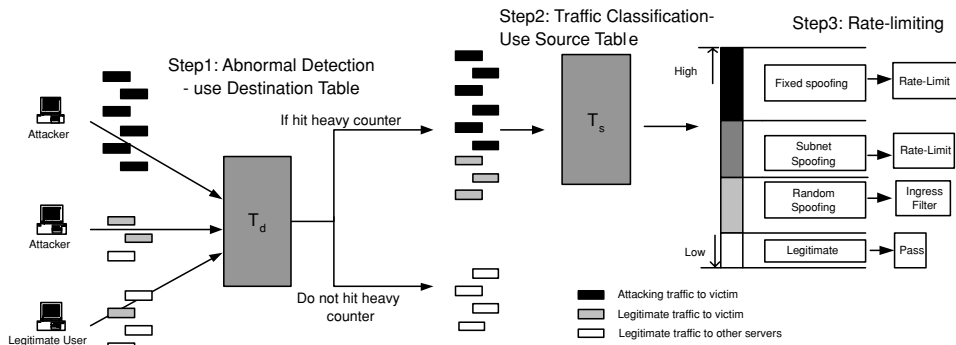 Step1: Abnormal Detection
- use Destination Table
Step2: Traffic Classification-
Use Source Table
Step3: Rate-limiting
Attacker
Attacker
Legitimate User
T_d
If hit heavy counter
Do not hit heavy
counter
T_s
High
Low
Fixed spoofing
Rate-Limit
Subnet
Spoofing
Rate-Limit
Random
Spoofing
Ingress
Filter
Legitimate
Pass
Attacking traffic to victim
Legitimate traffic to victim
Legitimate traffic to other servers